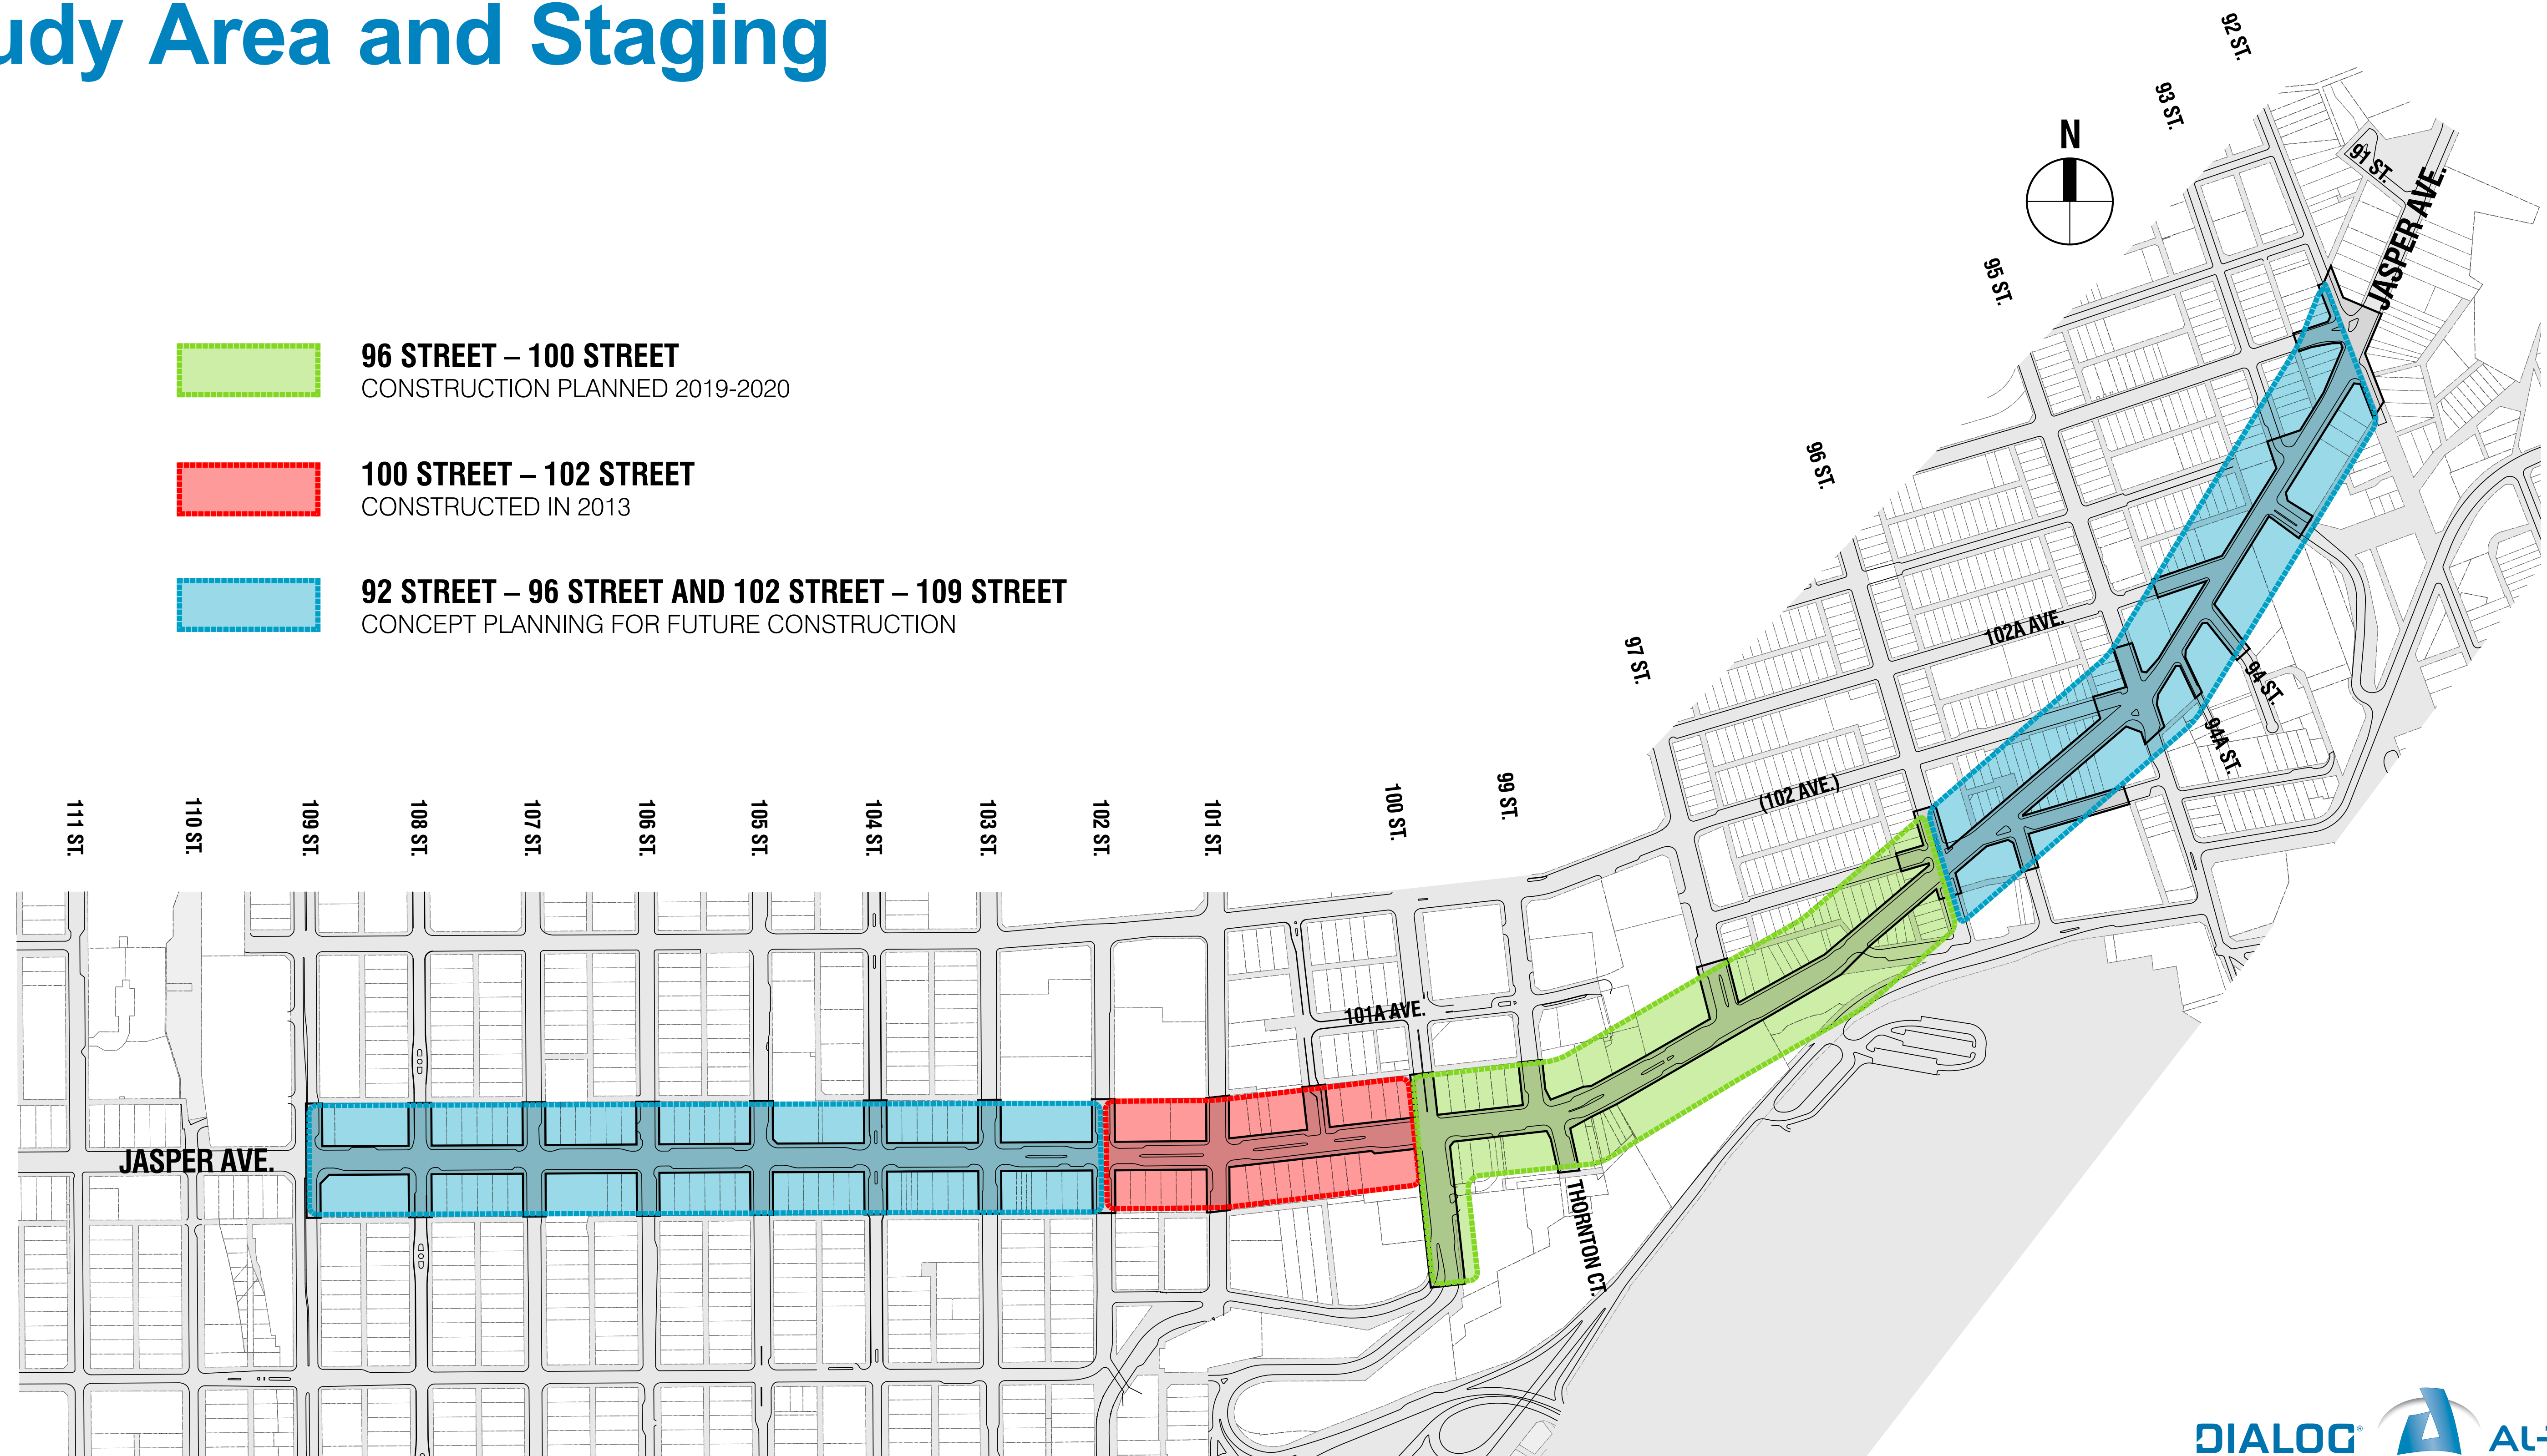 udy Area and Staging
92 ST.
93 ST.
N
91 ST.
JASPER AVE.
95 ST.
96 STREET – 100 STREET
CONSTRUCTION PLANNED 2019-2020
96 ST.
100 STREET – 102 STREET
CONSTRUCTED IN 2013
92 STREET – 96 STREET AND 102 STREET – 109 STREET
CONCEPT PLANNING FOR FUTURE CONSTRUCTION
102A AVE.
97 ST.
94 ST.
94A ST.
(102 AVE.)
111 ST.
110 ST.
109 ST.
108 ST.
107 ST.
106 ST.
105 ST.
104 ST.
103 ST.
102 ST.
101 ST.
100 ST.
99 ST.
101A AVE.
JASPER AVE.
THORNTON CT.
DIALOG®